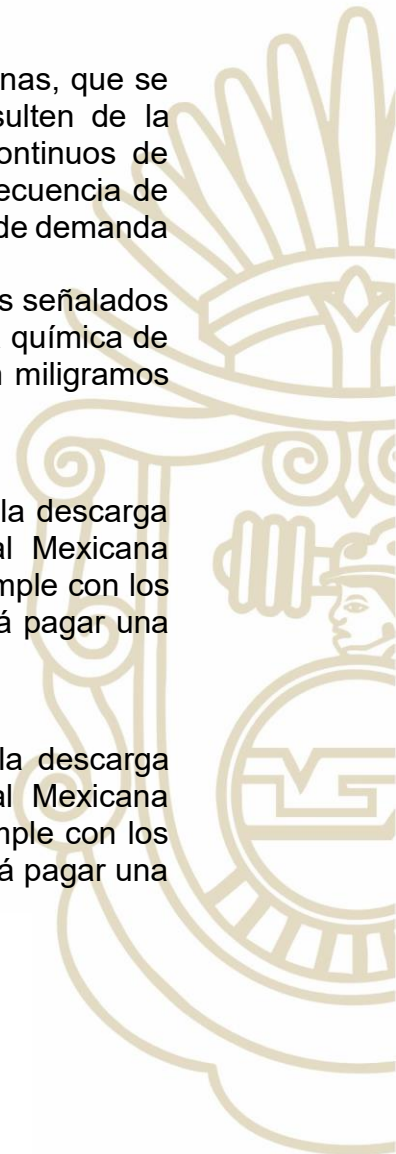 nas, que se
sulten de la
ontinuos de
ecuencia de
de demanda
s señalados
química de
miligramos
la descarga
al Mexicana
mple con los
á pagar una
la descarga
al Mexicana
mple con los
á pagar una